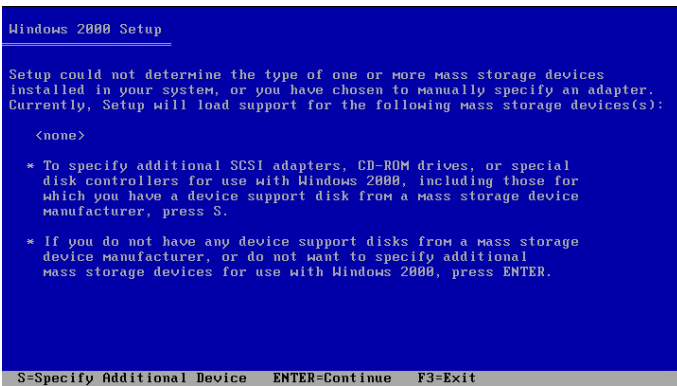 Windows 2000 Setup
Setup could not determine the type of one or more mass storage devices
installed in your system, or you have chosen to manually specify an adapter.
Currently, Setup will load support for the following mass storage devices(s):
<none>
* To specify additional SCSI adapters, CD-ROM drives, or special
disk controllers for use with Windows 2000, including those for
which you have a device support disk from a mass storage device
manufacturer, press S.
* If you do not have any device support disks from a mass storage
device manufacturer, or do not want to specify additional
mass storage devices for use with Windows 2000, press ENTER.
S=Specify Additional Device ENTER=Continue F3=Exit